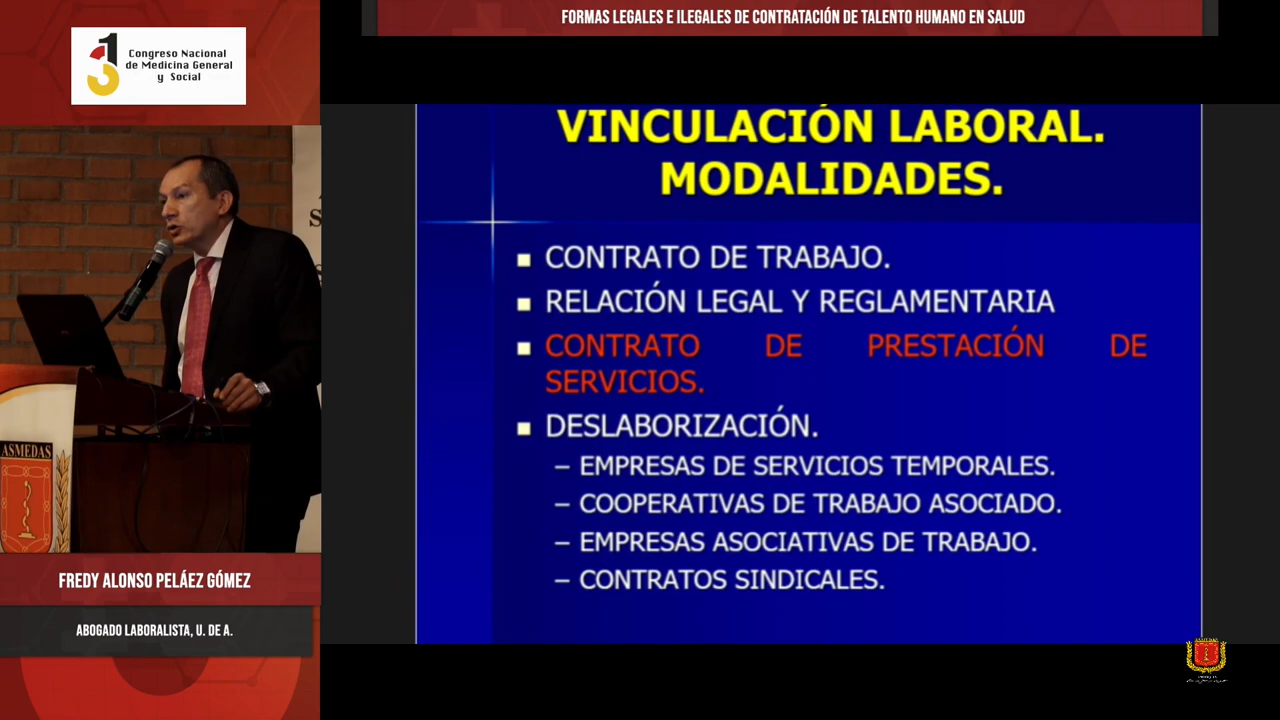 FORMAS LEGALES E ILEGALES DE CONTRATACIÓN DE TALENTO HUMANO EN SALUD
13
Congreso Nacional
de Medicina General
y Social
VINCULACIÓN LABORAL.
MODALIDADES.
CONTRATO DE TRABAJO.
RELACIÓN LEGAL Y REGLAMENTARIA
CONTRATO DE PRESTACIÓN DE
SERVICIOS.
DESLABORIZACIÓN.
– EMPRESAS DE SERVICIOS TEMPORALES.
– COOPERATIVAS DE TRABAJO ASOCIADO.
– EMPRESAS ASOCIATIVAS DE TRABAJO.
– CONTRATOS SINDICALES.
ASMEDAS
FREDY ALONSO PELÁEZ GÓMEZ
ABOGADO LABORALISTA, U. DE A.